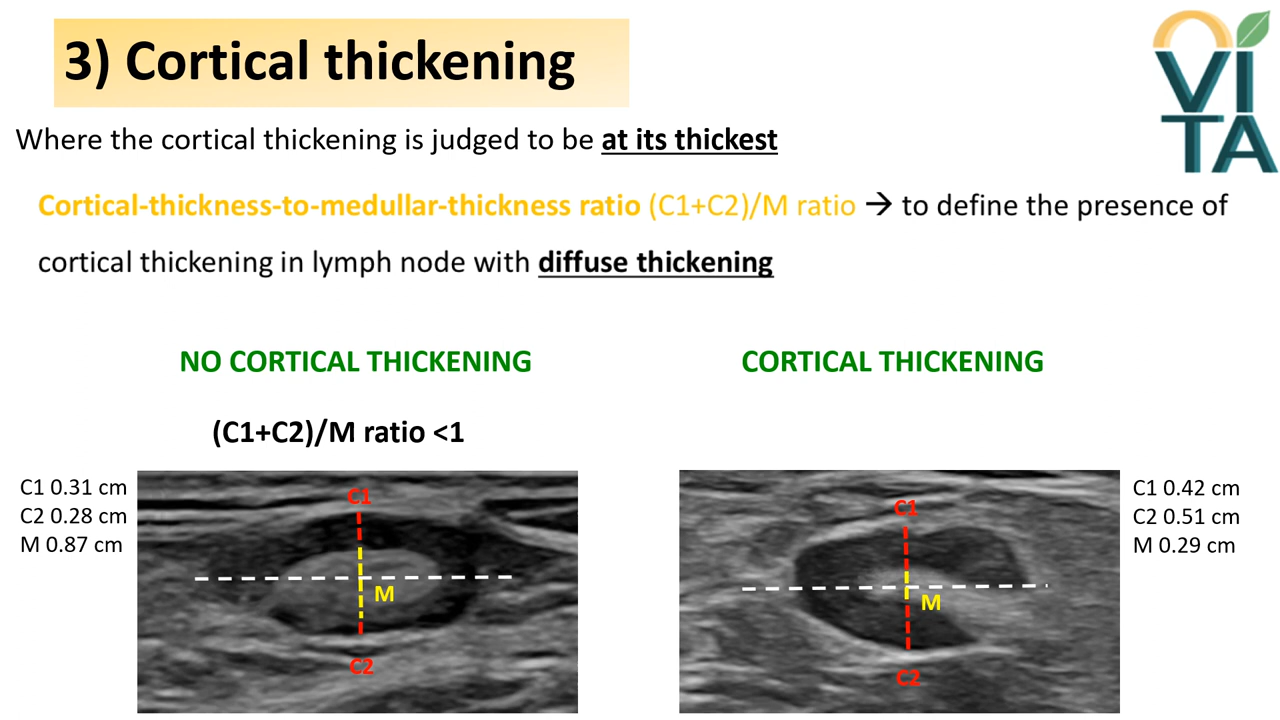 3) Cortical thickening
VI
TA
Where the cortical thickening is judged to be at its thickest
Cortical-thickness-to-medullar-thickness ratio (C1+C2)/M ratio → to define the presence of
cortical thickening in lymph node with diffuse thickening
NO CORTICAL THICKENING
(C1+C2)/M ratio <1
C1 0.31 cm
C2 0.28 cm
M 0.87 cm
C1
M
C2
CORTICAL THICKENING
C1
M
C2
C1 0.42 cm
C2 0.51 cm
M 0.29 cm